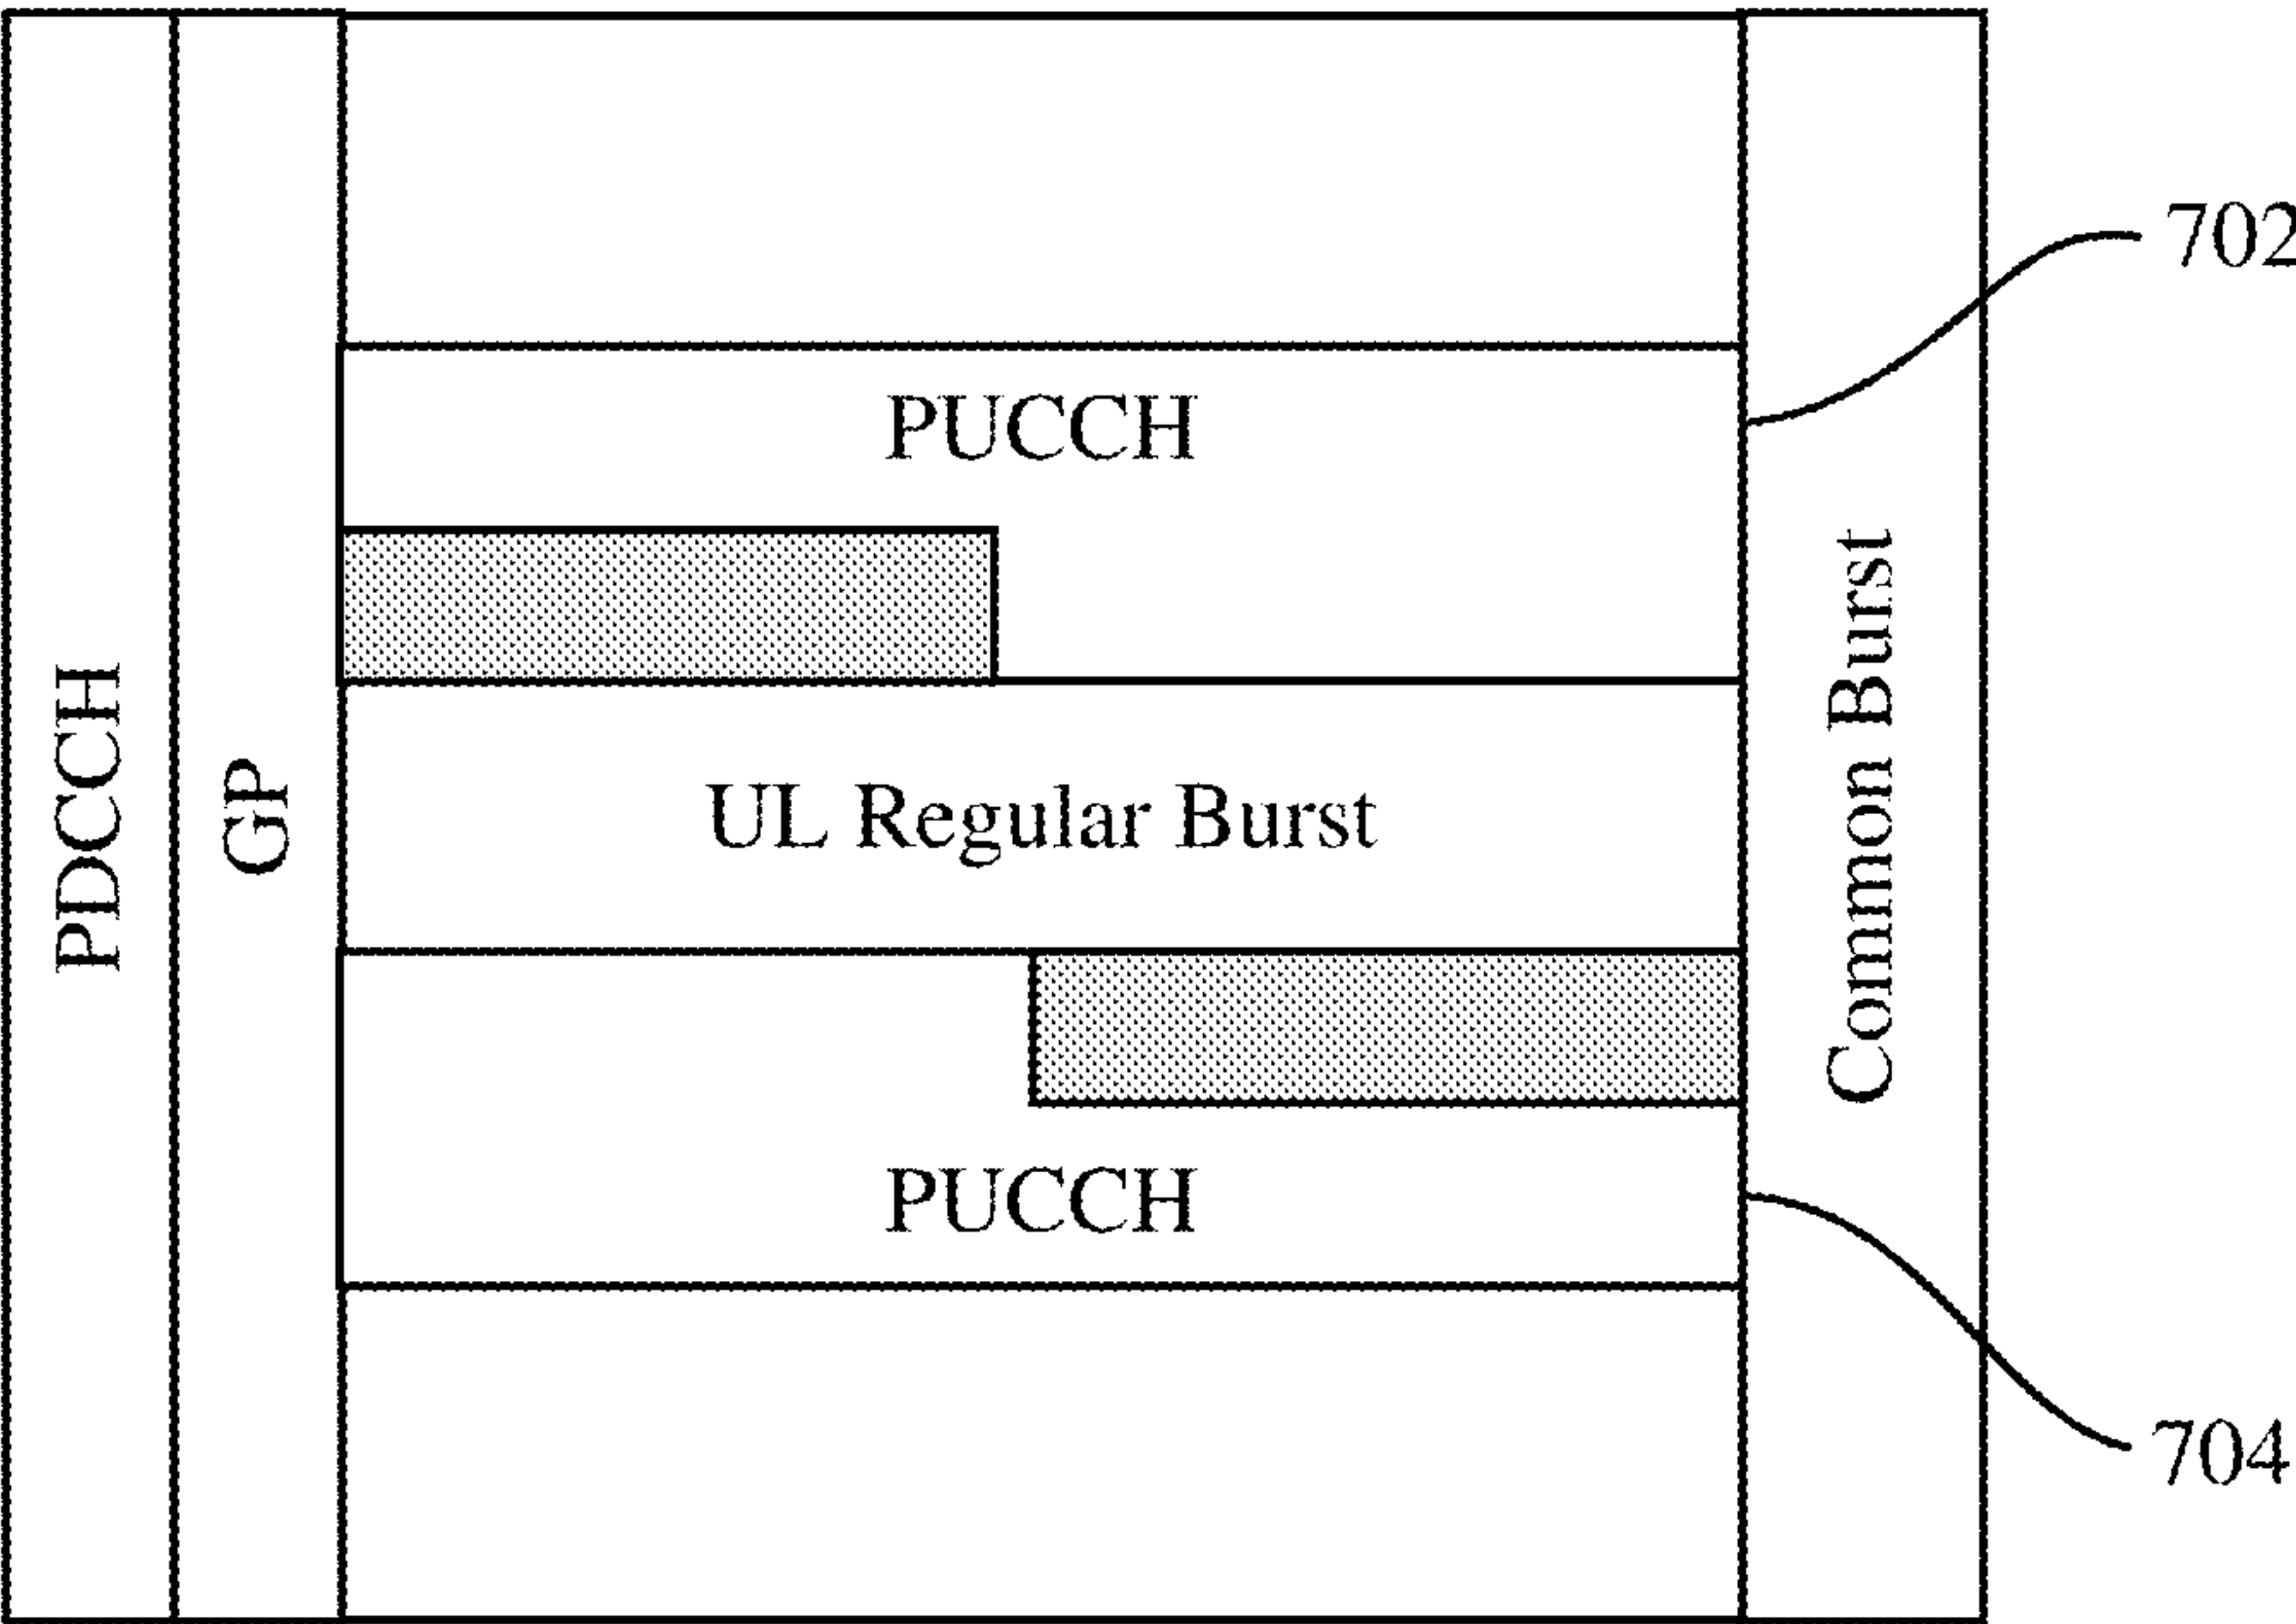 PDCCH
GP
PUCCH
UL Regular Burst
PUCCH
Common Burst
702
704